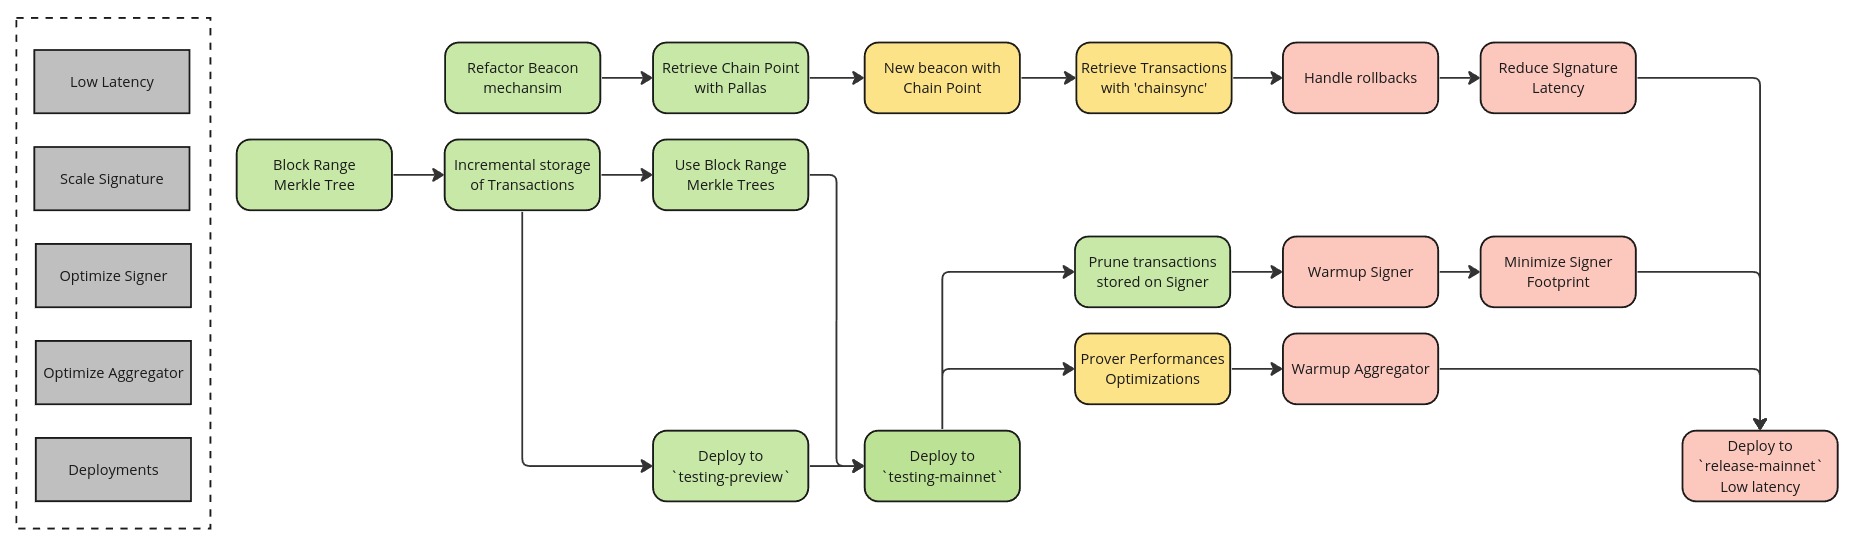 Low Latency
Refactor Beacon
mechansim
Retrieve Chain Point
with Pallas
New beacon with
Chain Point
Retrieve Transactions
with 'chainsync'
Handle rollbacks
Reduce SIgnature
Latency
Scale Signature
Block Range
Merkle Tree
Incremental storage
of Transactions
Use Block Range
Merkle Trees
Optimize Signer
Prune transactions
stored on Signer
Warmup Signer
Minimize Signer
Footprint
Optimize Aggregator
Prover Performances
Optimizations
Warmup Aggregator
Deployments
Deploy to
`testing-preview`
Deploy to
`testing-mainnet`
Deploy to
`release-mainnet`
Low latency